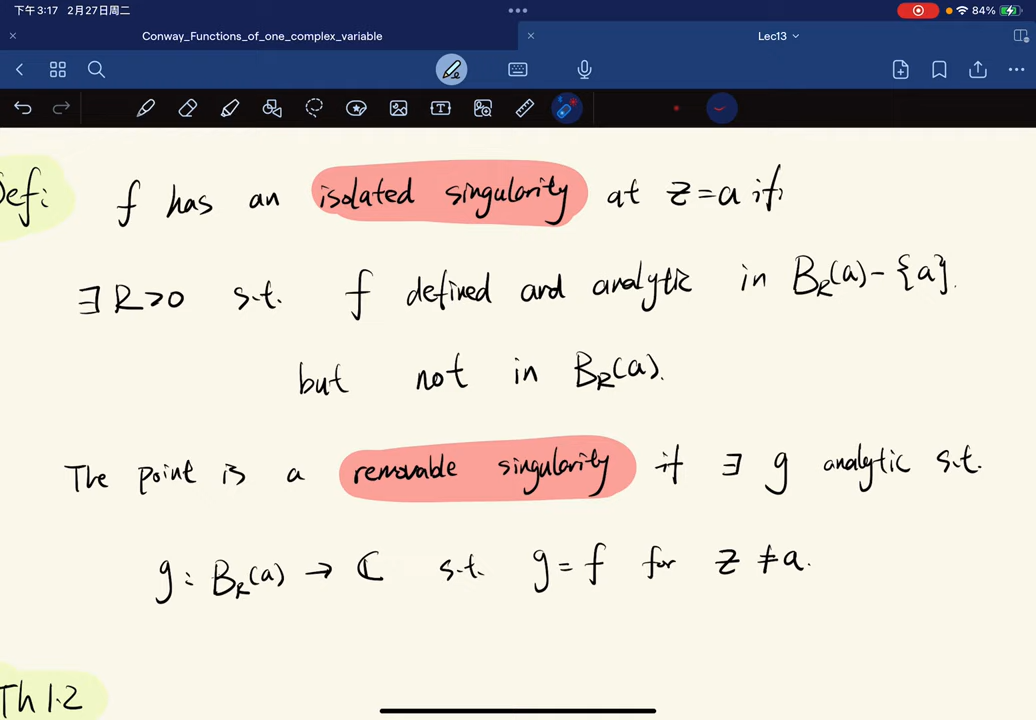 下午3:17 2月27日周二
84%
Conway_Functions_of_one_complex_variable
Lec13
Def: f has an isolated singularity at z=a if:
∃ R>0 s.t. f defined and analytic in B_R(a)-{a}.
but not in B_R(a).
The point is a removable singularity if ∃ g analytic s.t.
g: B_R(a) → ℂ s.t. g=f for z≠a.
Th 1.2